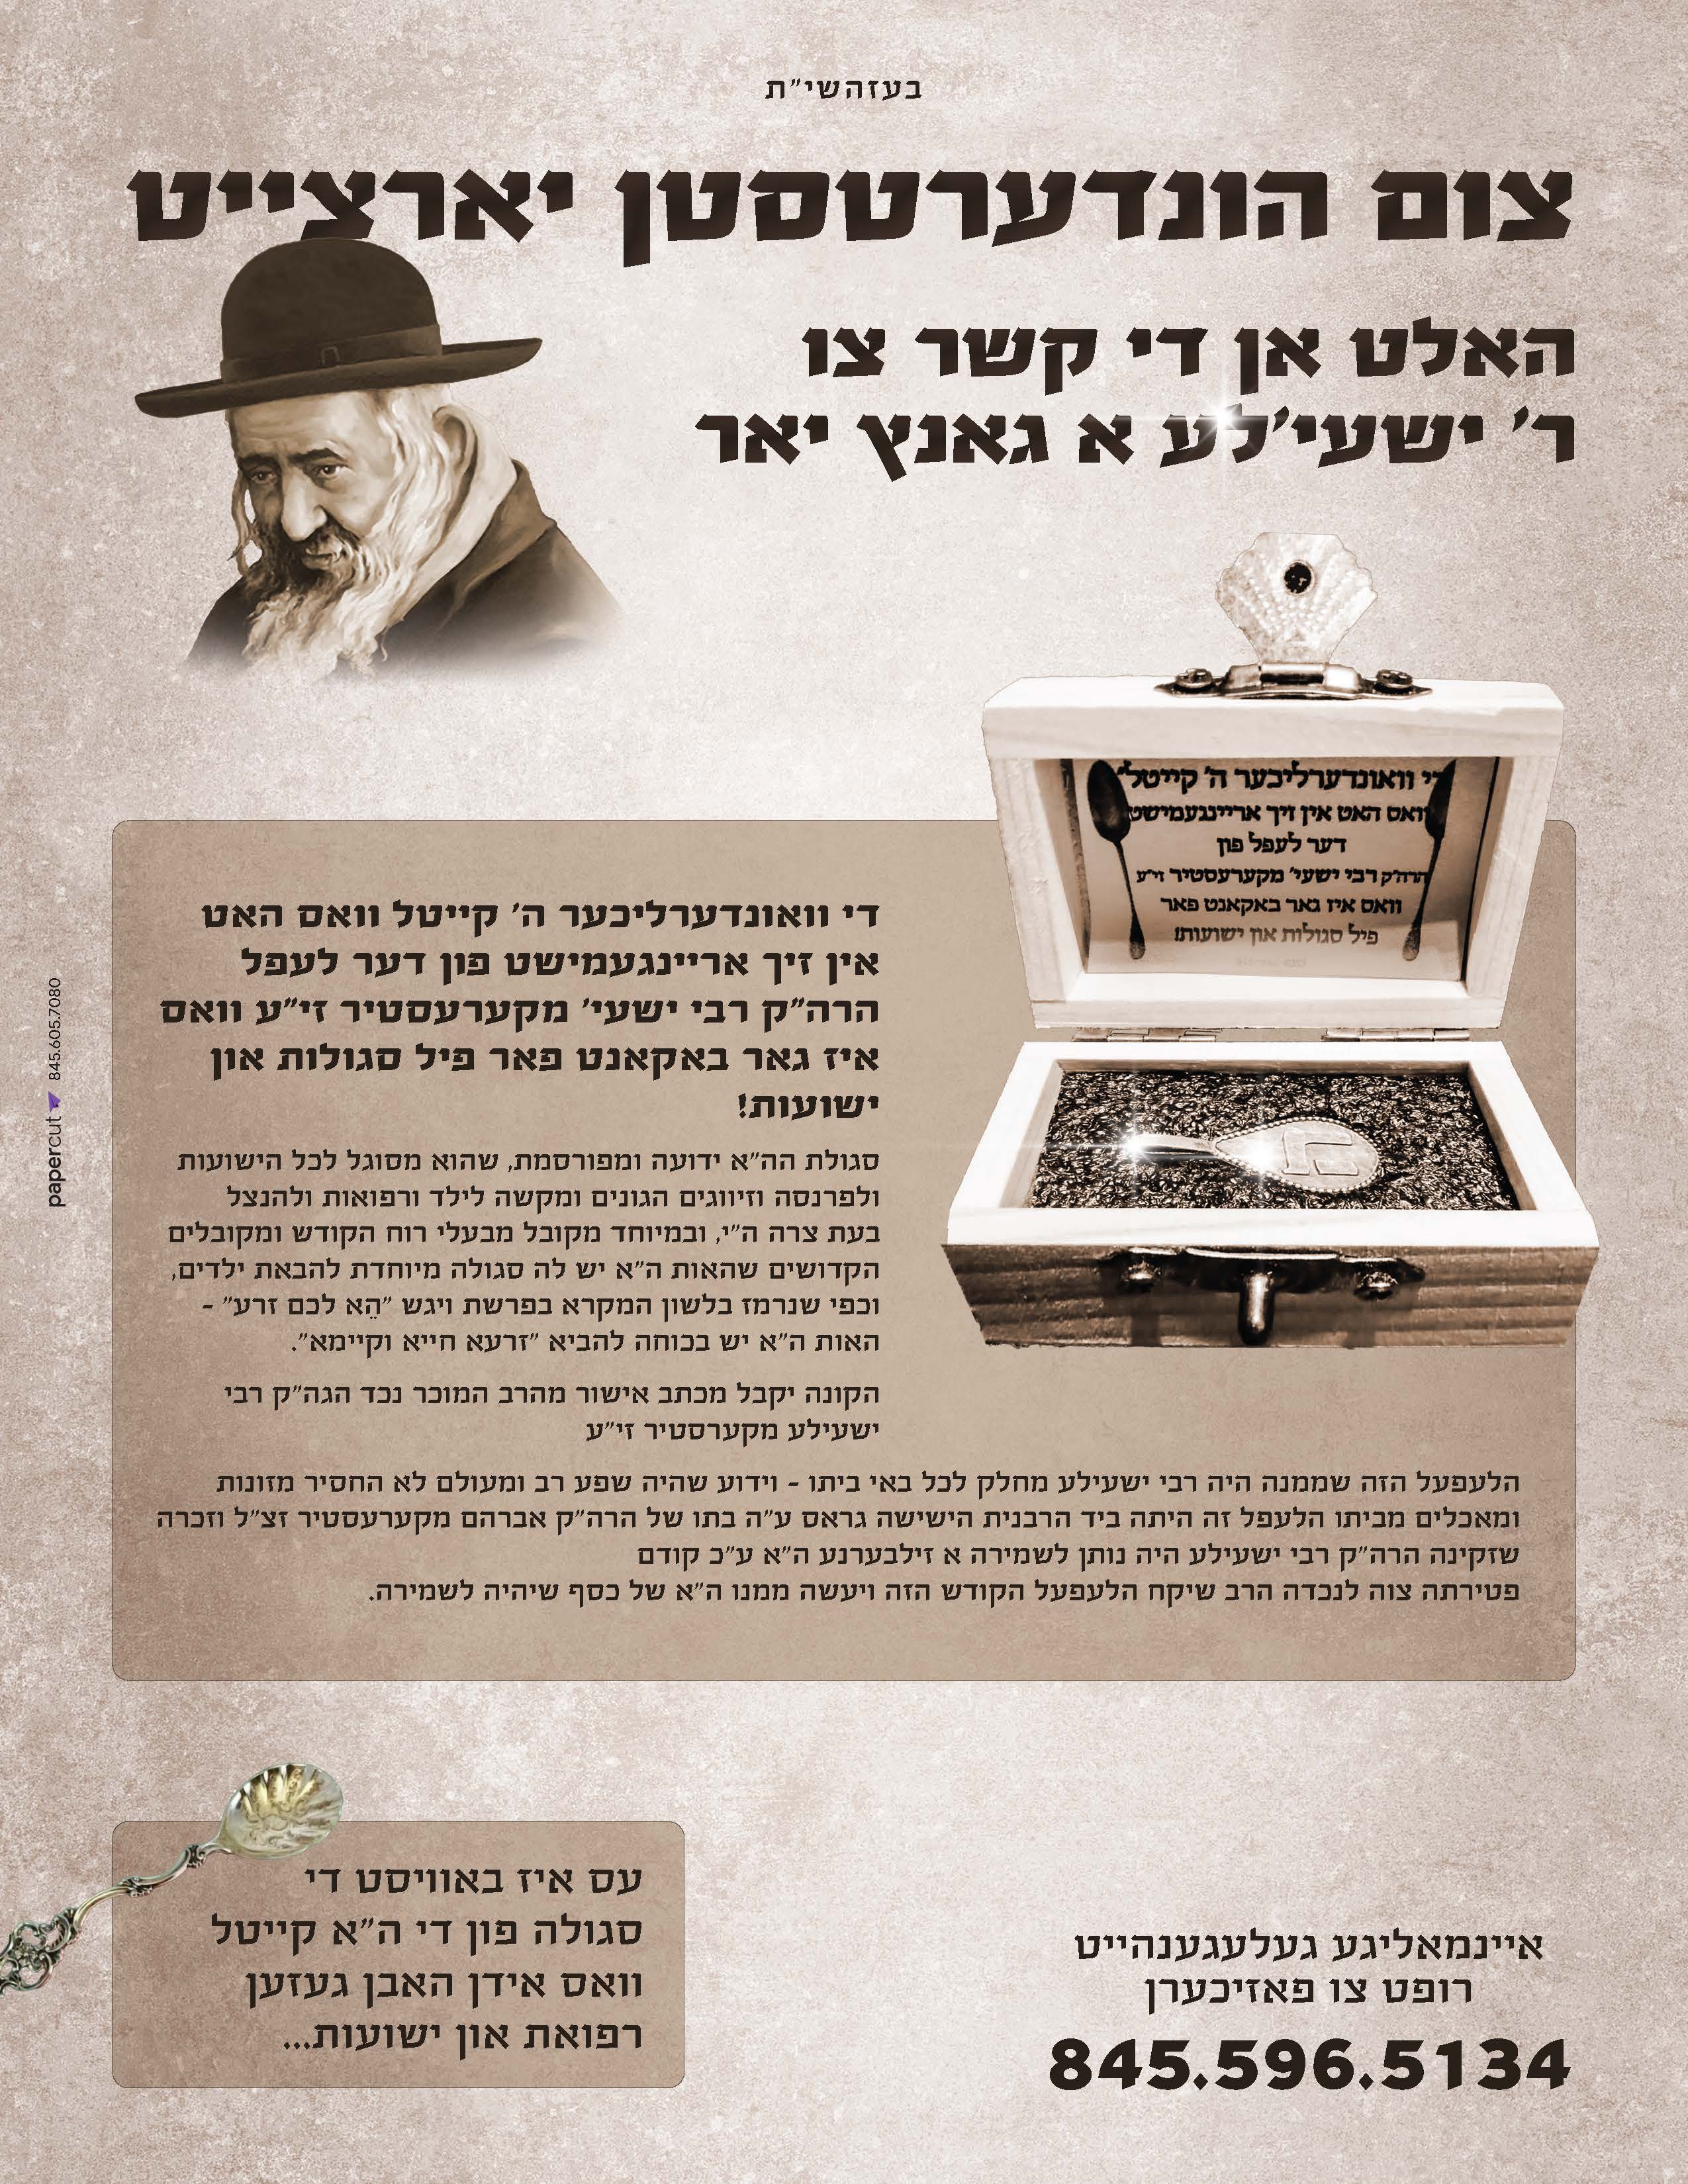 בעזהשי״ת
צום הונדערטסטן יארצייט
האלט אן די קשר צו
ר׳ ישעי׳לע א גאנץ יאר
די וואונדערליכער ה׳ קייטל
וואס האט אין זיך אריינגעמישט
דער לעפל פון
הרה״ק רבי ישעי׳ מקערעסטיר זי״ע
וואס איז גאר באקאנט פאר
פיל סגולות און ישועות!
די וואונדערליכער ה׳ קייטל וואס האט
אין זיך אריינגעמישט פון דער לעפל
הרה״ק רבי ישעי׳ מקערעסטיר זי״ע וואס
איז גאר באקאנט פאר פיל סגולות און
ישועות!
סגולת הה״א ידועה ומפורסמת, שהוא מסוגל לכל הישועות
ולפרנסה וזיווגים הגונים ומקשה לילד ורפואות ולהנצל
בעת צרה ה״י, ובמיוחד מקובל מבעלי רוח הקודש ומקובלים
הקדושים שהאות ה״א יש לה סגולה מיוחדת להבאת ילדים,
וכפי שנרמז בלשון המקרא בפרשת ויגש ״הֵא לכם זרע״ -
האות ה״א יש בכוחה להביא ״זרעא חייא וקיימא״.
הקונה יקבל מכתב אישור מהרב המוכר נכד הגה״ק רבי
ישעילע מקערסטיר זי״ע
הלעפעל הזה שממנה היה רבי ישעילע מחלק לכל באי ביתו - וידוע שהיה שפע רב ומעולם לא החסיר מזונות
ומאכלים מביתו הלעפל זה היתה ביד הרבנית הישישה גראס ע״ה בתו של הרה״ק אברהם מקערעסטיר זצ״ל וזכרה
שזקינה הרה״ק רבי ישעילע היה נותן לשמירה א זילבערנע ה״א ע״כ קודם
פטירתה צוה לנכדה הרב שיקח הלעפעל הקודש הזה ויעשה ממנו ה״א של כסף שיהיה לשמירה.
עס איז באוויסט די
סגולה פון די ה״א קייטל
וואס אידן האבן געזען
רפואת און ישועות...
איינמאליגע געלעגענהייט
רופט צו פאזיכערן
845.596.5134
papercut 845.605.7080